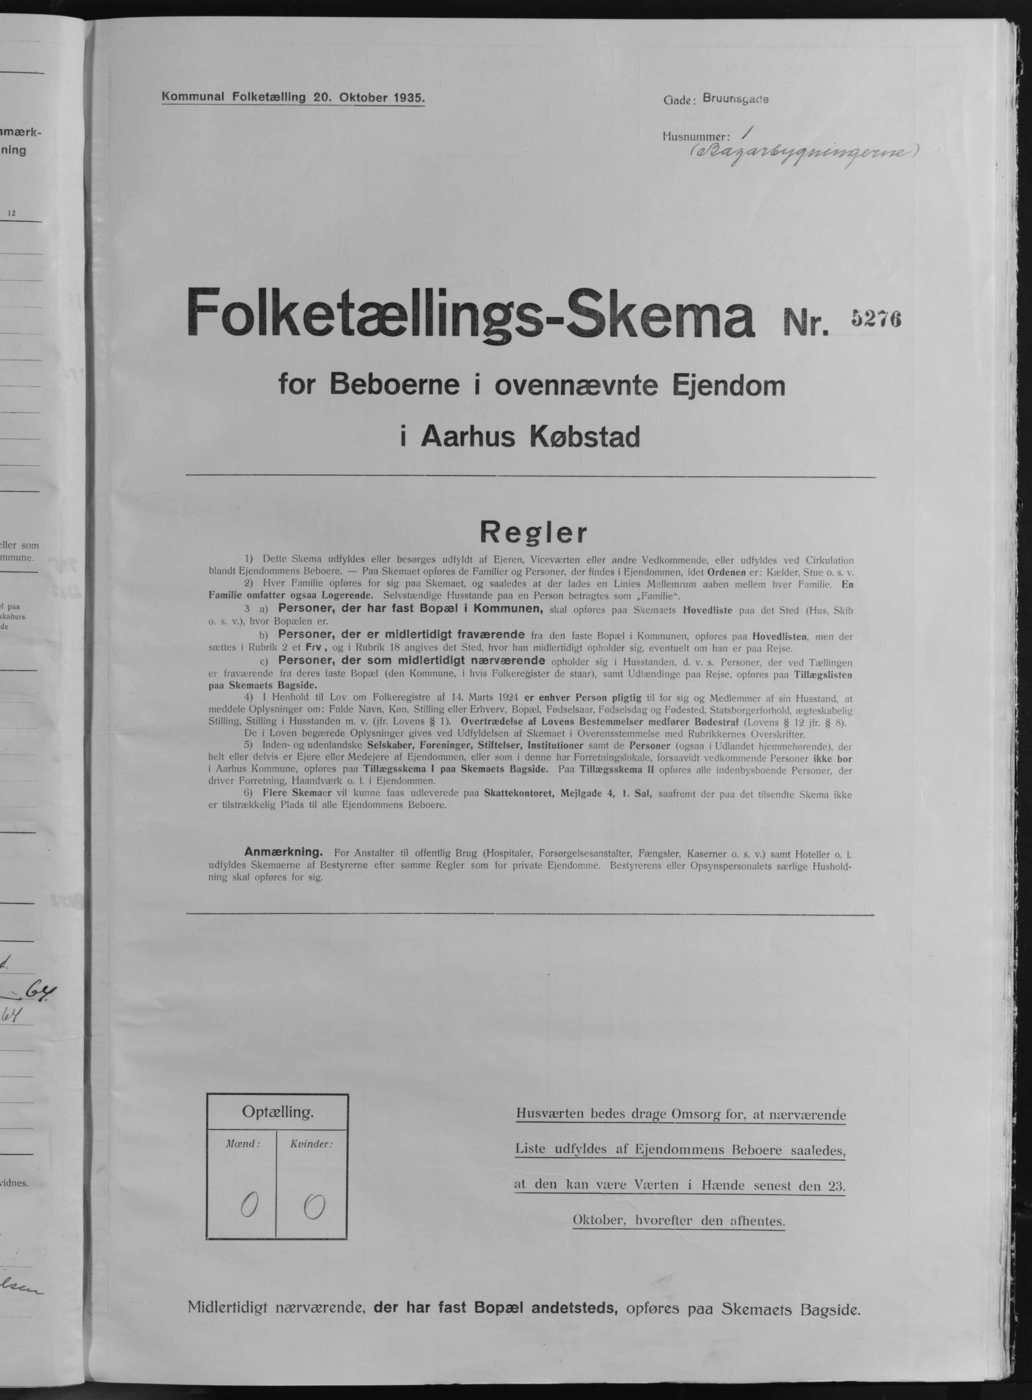 nmærk-
ning
12
eller som
mmune.
el paa
skabers
de
64
64
vidnes.
elsen
Kommunal Folketælling 20. Oktober 1935.
Gade: Bruunsgade
Husnummer: 1
(Bazarbygningerne)
Folketællings-Skema Nr. 5276
for Beboerne i ovennævnte Ejendom
i Aarhus Købstad
Regler
1) Dette Skema udfyldes eller besørges udfyldt af Ejeren, Viceværten eller andre Vedkommende, eller udfyldes ved Cirkulation
blandt Ejendommens Beboere. — Paa Skemaet opføres de Familier og Personer, der findes i Ejendommen, idet Ordenen er: Kælder, Stue o. s. v.
2) Hver Familie opføres for sig paa Skemaet, og saaledes at der lades en Linies Mellemrum aaben mellem hver Familie. En
Familie omfatter ogsaa Logerende. Selvstændige Husstande paa en Person betragtes som „Familie“.
3 a) Personer, der har fast Bopæl i Kommunen, skal opføres paa Skemaets Hovedliste paa det Sted (Hus, Skib
o. s. v.), hvor Bopælen er.
b) Personer, der er midlertidigt fraværende fra den faste Bopæl i Kommunen, opføres paa Hovedlisten, men der
sættes i Rubrik 2 et Frv, og i Rubrik 18 angives det Sted, hvor han midlertidigt opholder sig, eventuelt om han er paa Rejse.
c) Personer, der som midlertidigt nærværende opholder sig i Husstanden, d. v. s. Personer, der ved Tællingen
er fraværende fra deres faste Bopæl (den Kommune, i hvis Folkeregister de staar), samt Udlændinge paa Rejse, opføres paa Tillægslisten
paa Skemaets Bagside.
4) I Henhold til Lov om Folkeregistre af 14. Marts 1924 er enhver Person pligtig til for sig og Medlemmer af sin Husstand, at
meddele Oplysninger om: Fulde Navn, Køn, Stilling eller Erhverv, Bopæl, Fødselsaar, Fødselsdag og Fødested, Statsborgerforhold, ægteskabelig
Stilling, Stilling i Husstanden m. v. (jfr. Lovens § 1). Overtrædelse af Lovens Bestemmelser medfører Bødestraf (Lovens § 12 jfr. § 8).
De i Loven begærede Oplysninger gives ved Udfyldelsen af Skemaet i Overensstemmelse med Rubrikkernes Overskrifter.
5) Inden- og udenlandske Selskaber, Foreninger, Stiftelser, Institutioner samt de Personer (ogsaa i Udlandet hjemmehørende), der
helt eller delvis er Ejere eller Medejere af Ejendommen, eller som i denne har Forretningslokale, forsaavidt vedkommende Personer ikke bor
i Aarhus Kommune, opføres paa Tillægsskema I paa Skemaets Bagside. Paa Tillægsskema II opføres alle indenbysboende Personer, der
driver Forretning, Haandværk o. l. i Ejendommen.
6) Flere Skemaer vil kunne faas udleverede paa Skattekontoret, Mejlgade 4, 1. Sal, saafremt der paa det tilsendte Skema ikke
er tilstrækkelig Plads til alle Ejendommens Beboere.
Anmærkning. For Anstalter til offentlig Brug (Hospitaler, Forsørgelsesanstalter, Fængsler, Kaserner o. s. v.) samt Hoteller o. l.
udfyldes Skemaerne af Bestyrerne efter samme Regler som for private Ejendomme. Bestyrerens eller Opsynspersonalets særlige Hushold-
ning skal opføres for sig.
Optælling.
Mænd: Kvinder:
0 0
Husværten bedes drage Omsorg for, at nærværende
Liste udfyldes af Ejendommens Beboere saaledes,
at den kan være Værten i Hænde senest den 23.
Oktober, hvorefter den afhentes.
Midlertidigt nærværende, der har fast Bopæl andetsteds, opføres paa Skemaets Bagside.